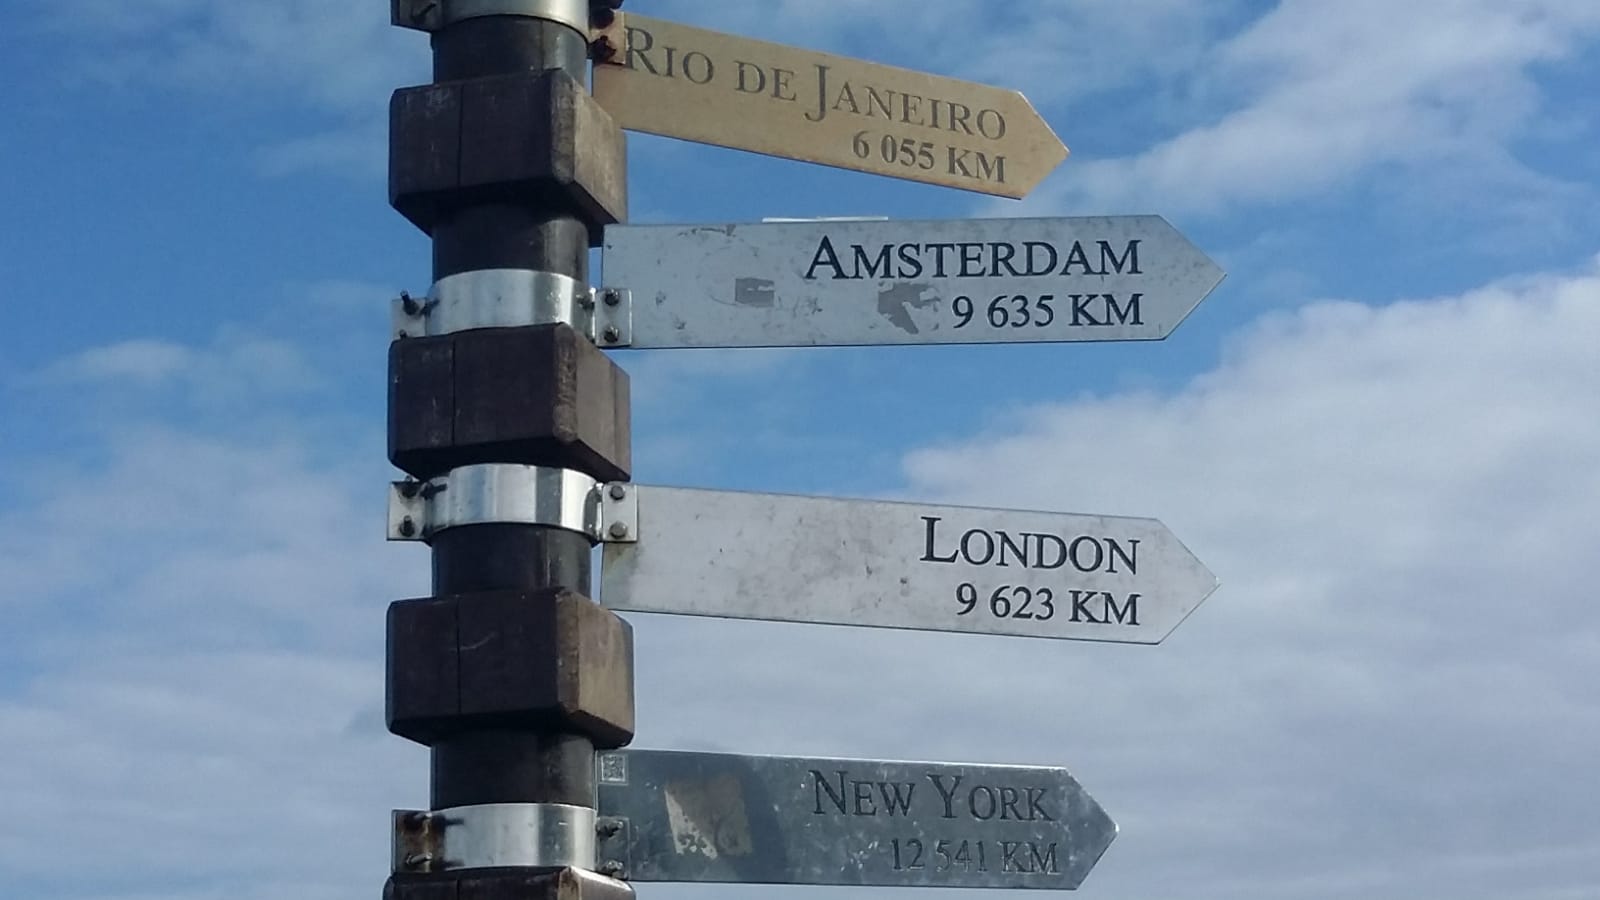 RIO DE JANEIRO
6 055 KM
AMSTERDAM
9 635 KM
LONDON
9 623 KM
NEW YORK
12 541 KM